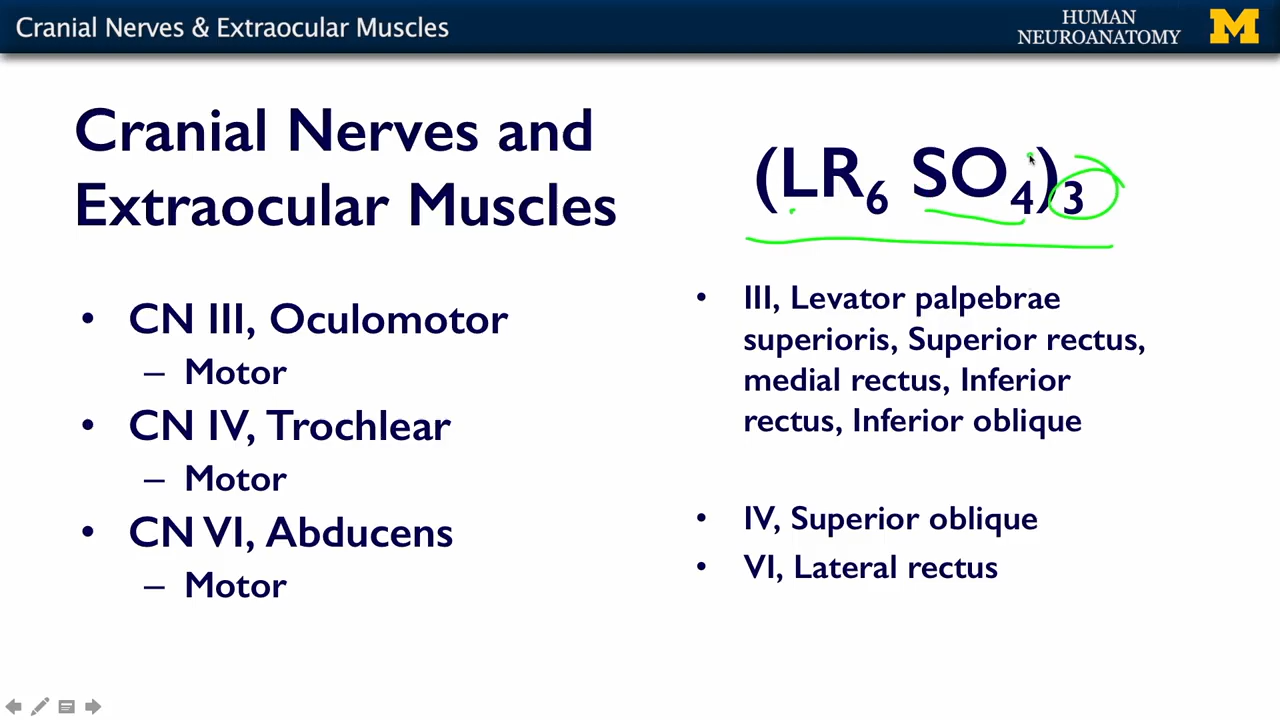 Cranial Nerves & Extraocular Muscles
HUMAN
NEUROANATOMY
M
Cranial Nerves and
Extraocular Muscles
(LR₆ SO₄)₃
• CN III, Oculomotor
– Motor
• CN IV, Trochlear
– Motor
• CN VI, Abducens
– Motor
• III, Levator palpebrae
superioris, Superior rectus,
medial rectus, Inferior
rectus, Inferior oblique
• IV, Superior oblique
• VI, Lateral rectus